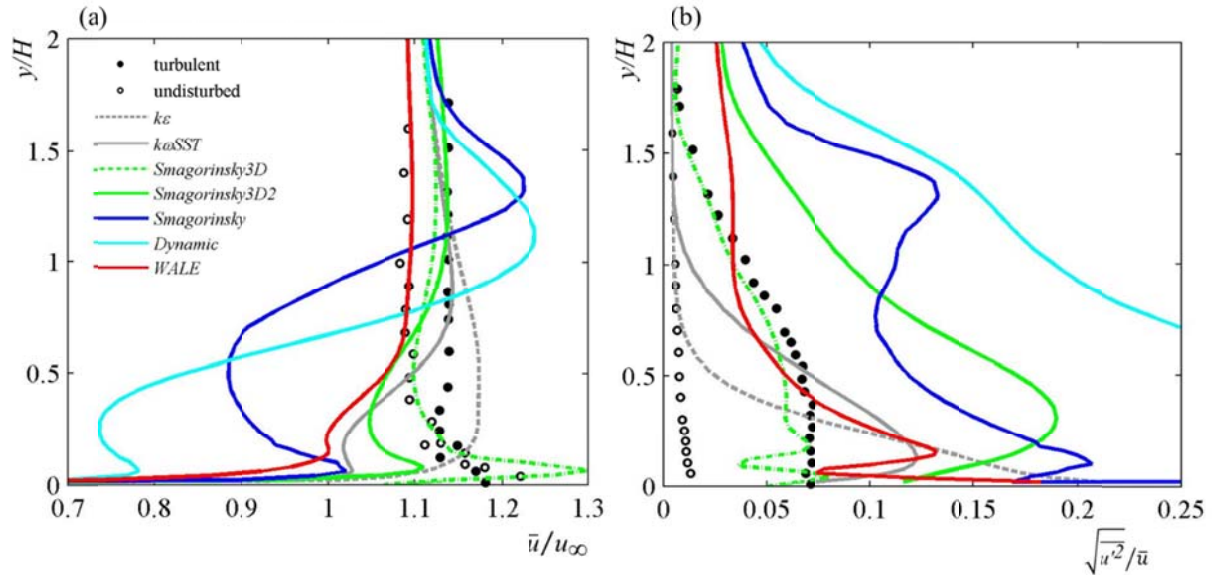 (a)
(b)
2
1.5
1
0.5
0
y/H
turbulent
undisturbed
kε
kωSST
Smagorinsky3D
Smagorinsky3D2
Smagorinsky
Dynamic
WALE
0.7 0.8 0.9 1 1.1 1.2 1.3
ū/u∞
2
1.5
1
0.5
0
y/H
0 0.05 0.1 0.15 0.2 0.25
√u'²/ū